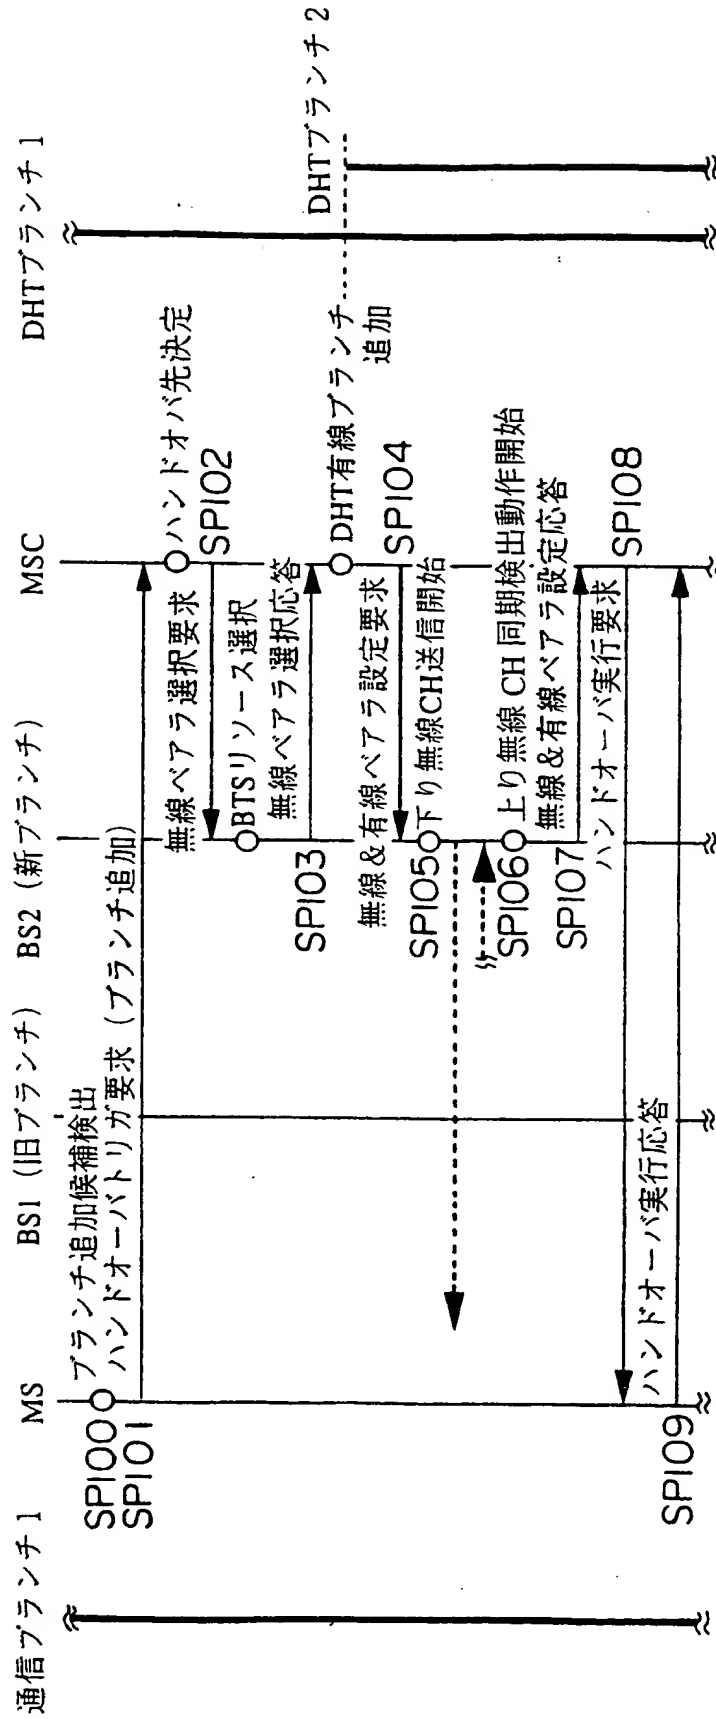 通信ブランチ1
MS
BS1 (旧ブランチ)
BS2 (新ブランチ)
MSC
DHTブランチ1
SP100
ブランチ追加候補検出
SP101
ハンドオーバトリガ要求 (ブランチ追加)
ハンドオバ先決定
無線ベアラ選択要求
SP102
BTSリソース選択
無線ベアラ選択応答
SP103
DHT有線ブランチ
追加
DHTブランチ2
無線&有線ベアラ設定要求
SP104
SP105
下り無線CH送信開始
SP106
上り無線CH同期検出動作開始
無線&有線ベアラ設定応答
SP107
ハンドオーバ実行要求
SP108
ハンドオーバ実行応答
SP109